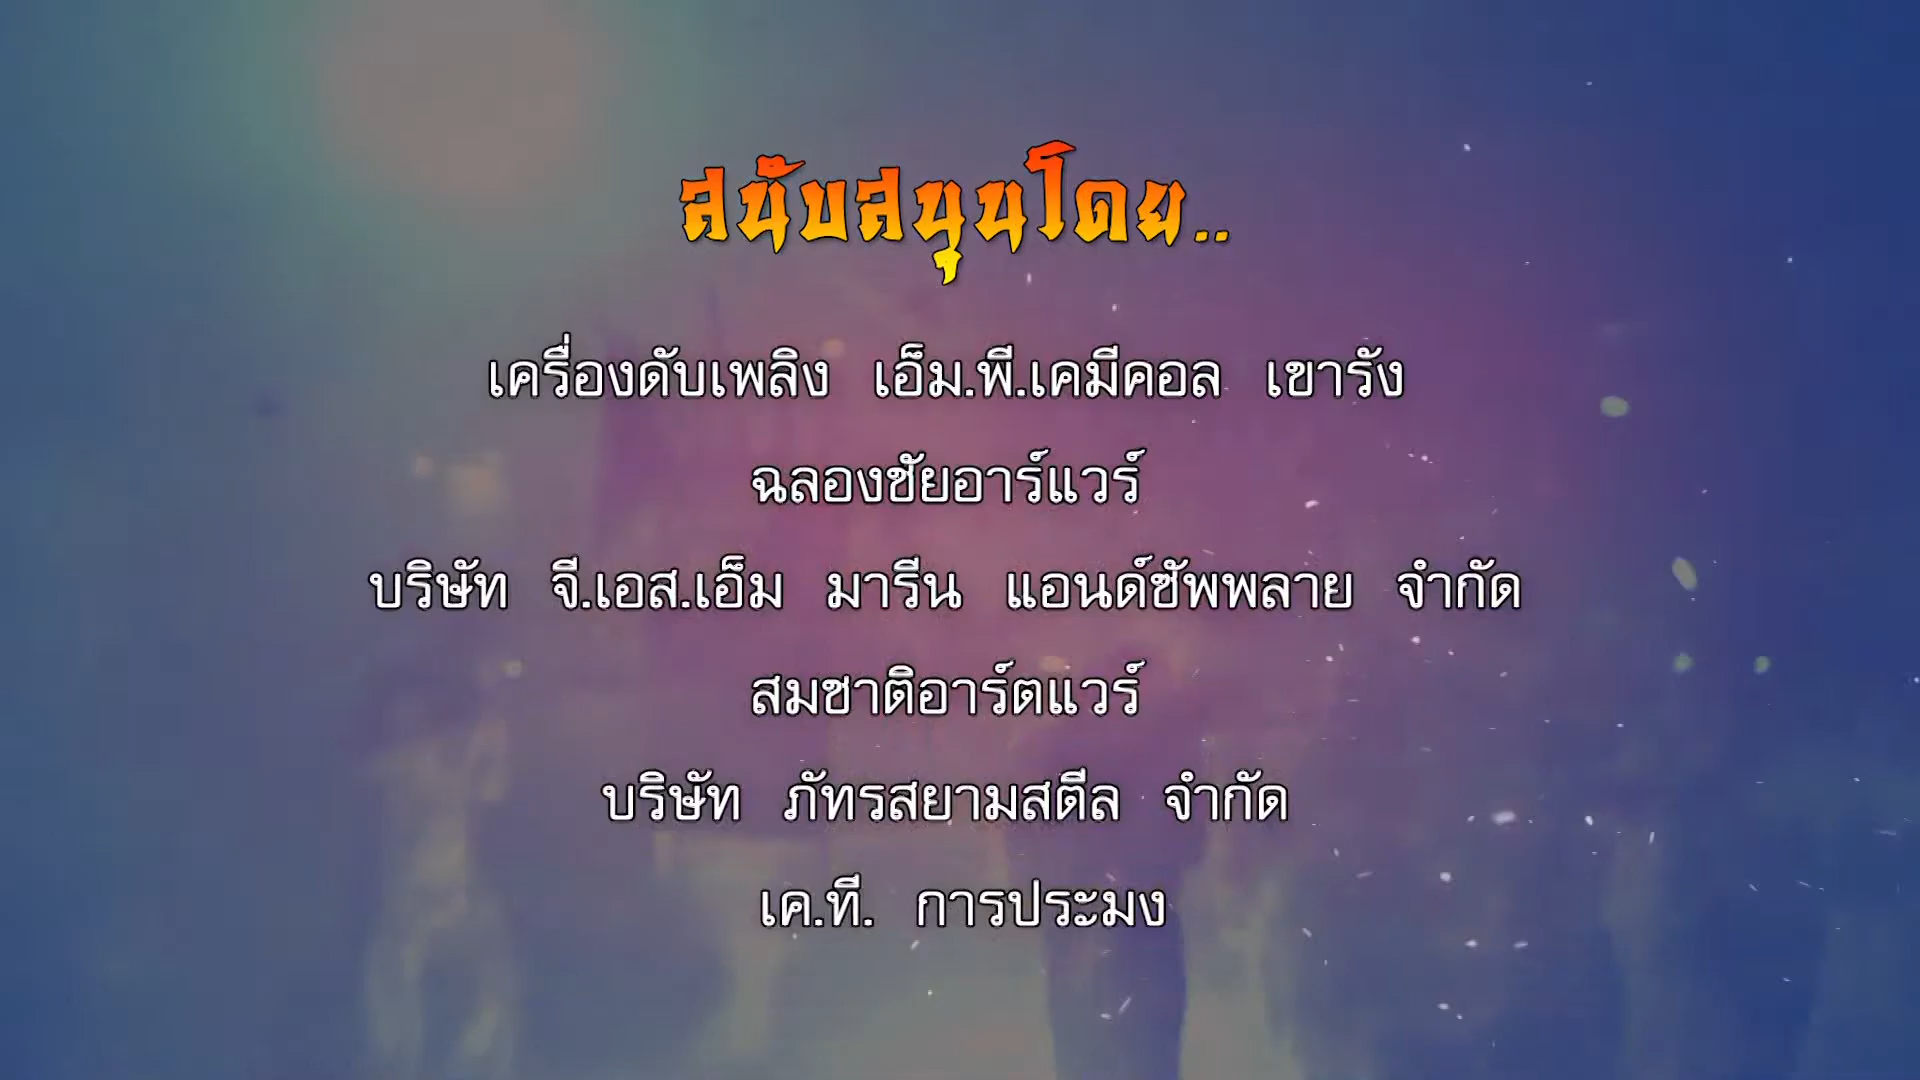 สนับสนุนโดย..
เครื่องดับเพลิง เอ็ม.พี.เคมีคอล เขารัง
ฉลองชัยอาร์แวร์
บริษัท จี.เอส.เอ็ม มารีน แอนด์ซัพพลาย จำกัด
สมชาติอาร์ตแวร์
บริษัท ภัทรสยามสตีล จำกัด
เค.ที. การประมง